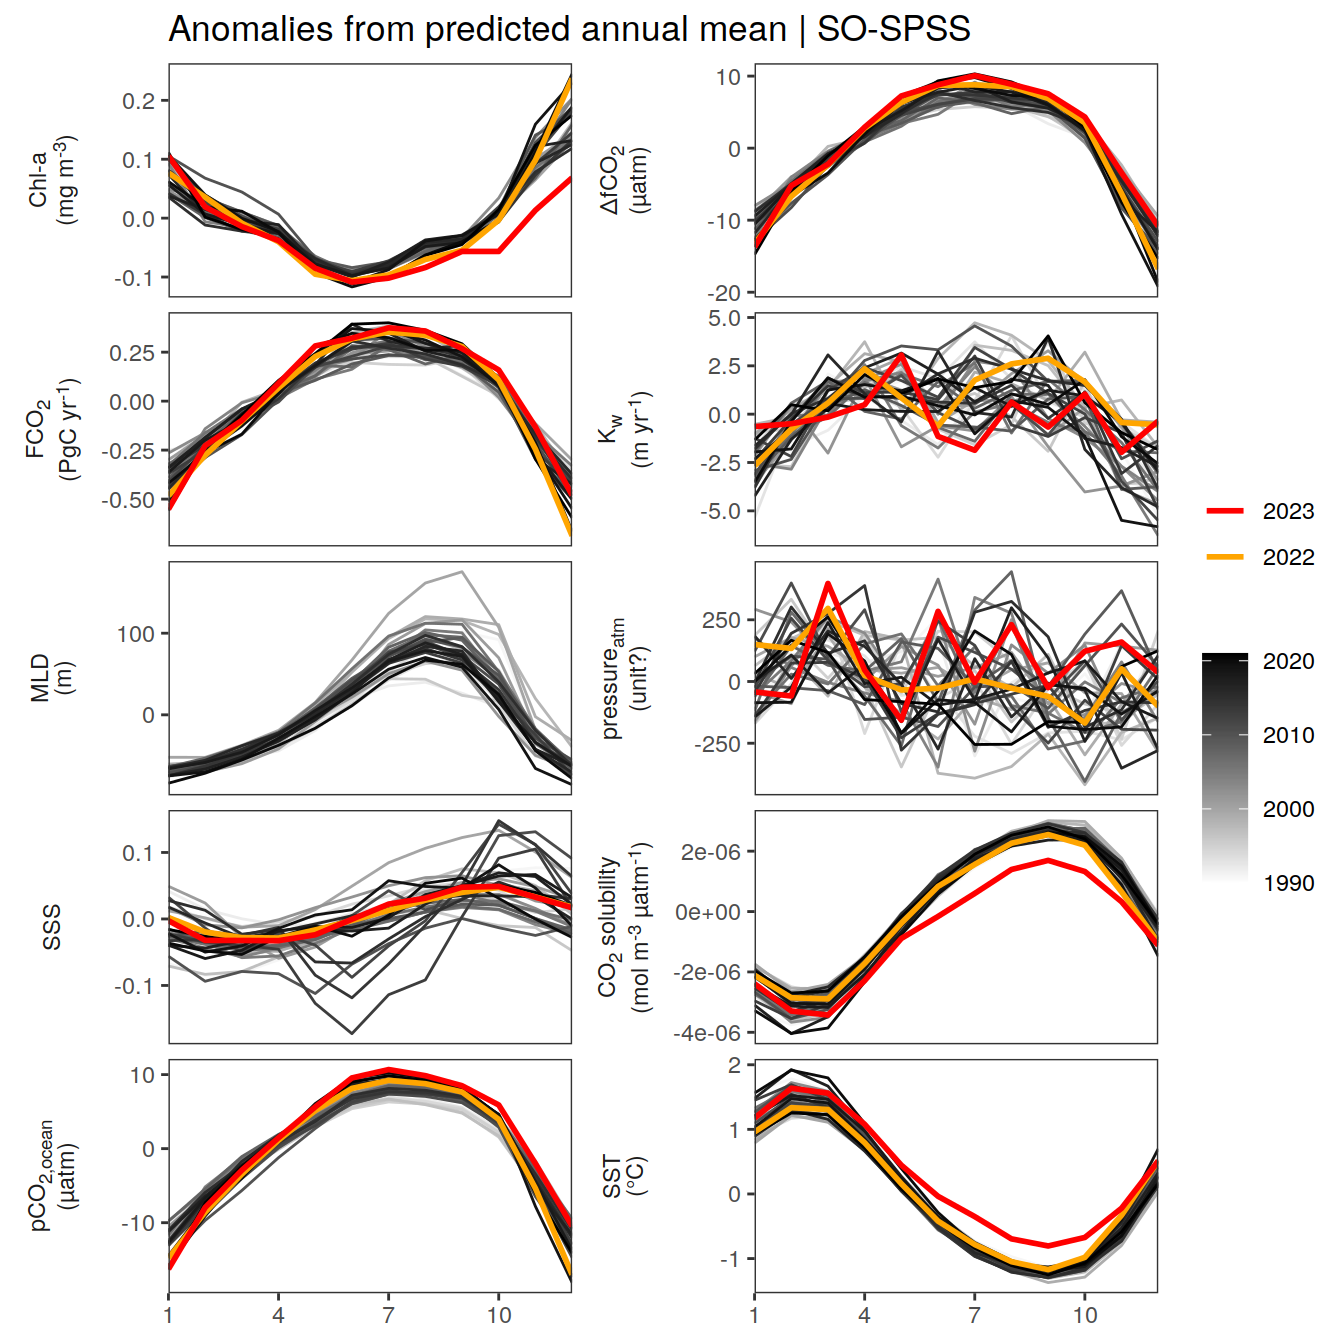 Anomalies from predicted annual mean | SO-SPSS
Chl-a
(mg m-3)
0.2
0.1
0.0
-0.1
ΔfCO2
(µatm)
10
0
-10
-20
FCO2
(PgC yr-1)
0.25
0.00
-0.25
-0.50
Kw
(m yr-1)
5.0
2.5
0.0
-2.5
-5.0
MLD
(m)
100
0
pressureatm
(unit?)
250
0
-250
SSS
0.1
0.0
-0.1
CO2 solubility
(mol m-3 µatm-1)
2e-06
0e+00
-2e-06
-4e-06
pCO2,ocean
(µatm)
10
0
-10
1 4 7 10
SST
(°C)
2
1
0
-1
1 4 7 10
2023
2022
2020
2010
2000
1990